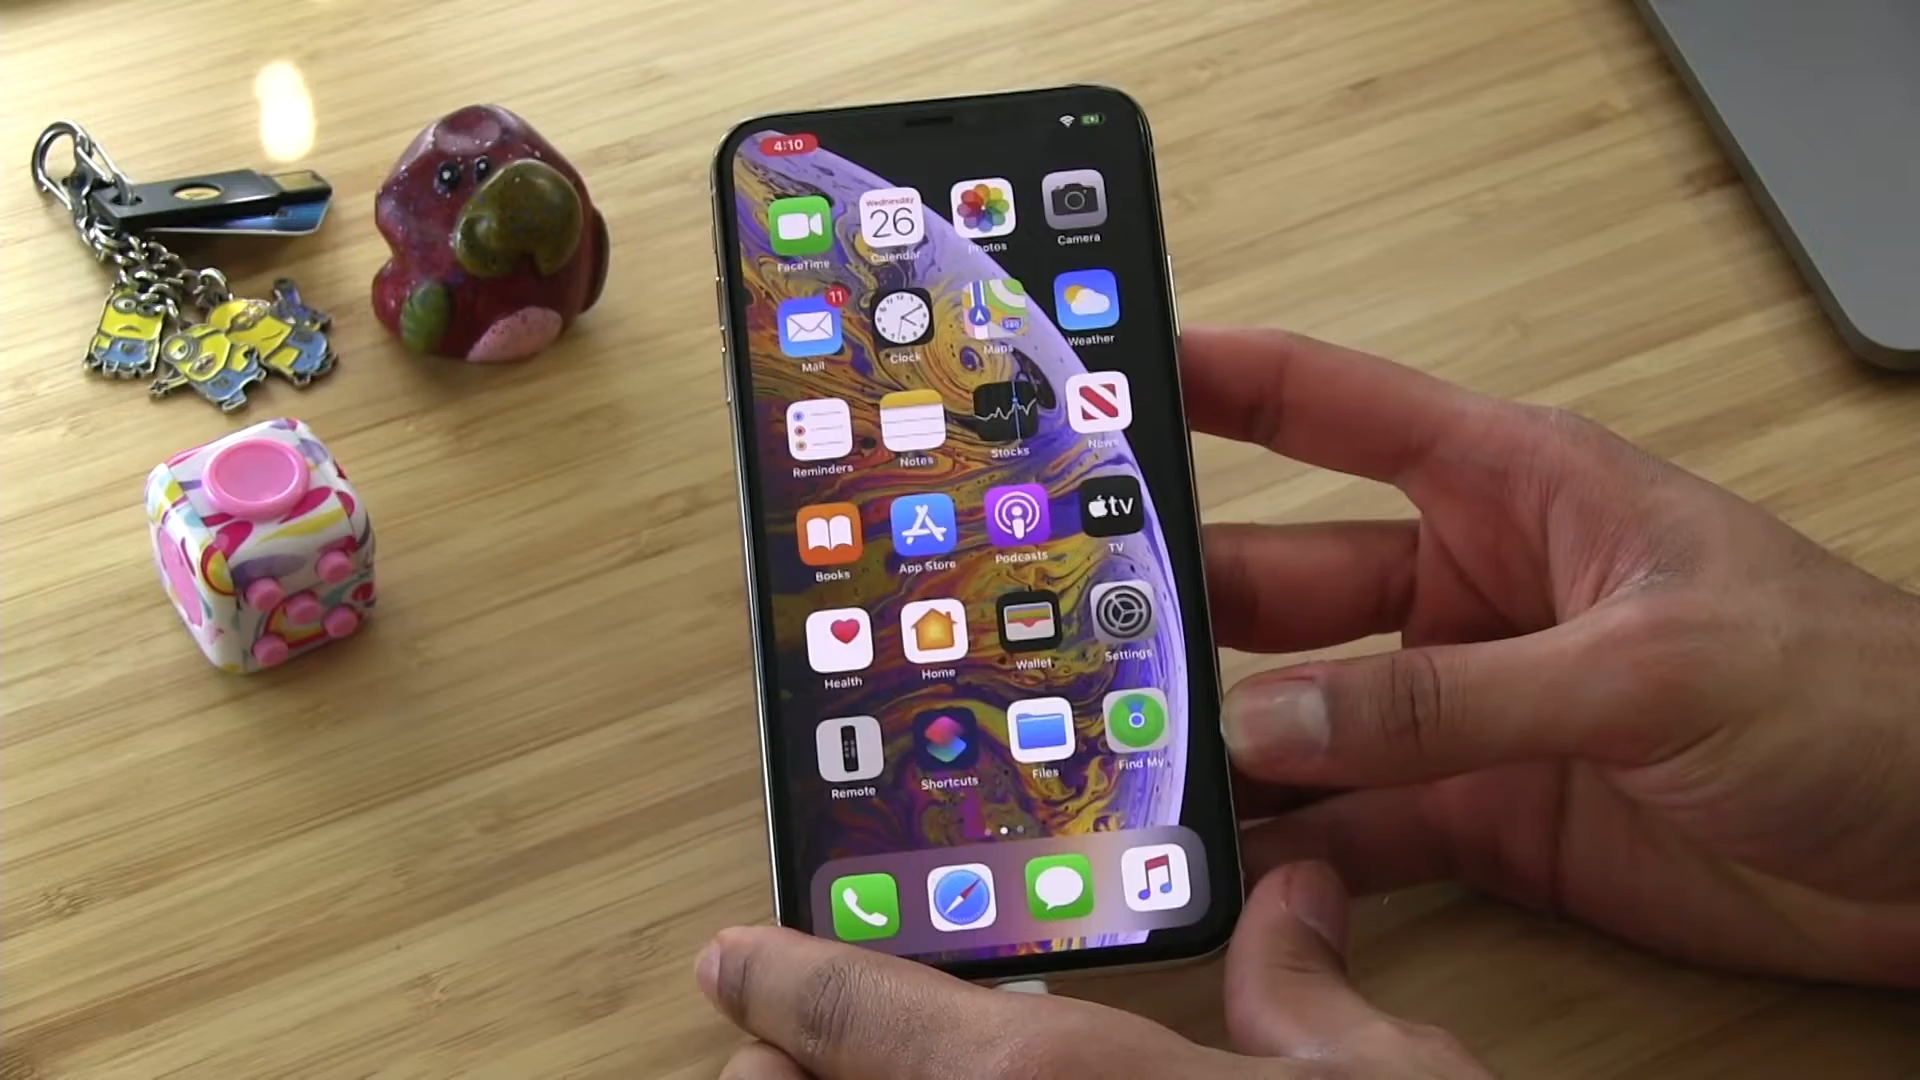 4:10
Wednesday
26
FaceTime
Calendar
Photos
Camera
11
Mail
Clock
Maps
Weather
Reminders
Notes
Stocks
News
tv
Books
App Store
Podcasts
TV
Health
Home
Wallet
Settings
Remote
Shortcuts
Files
Find My